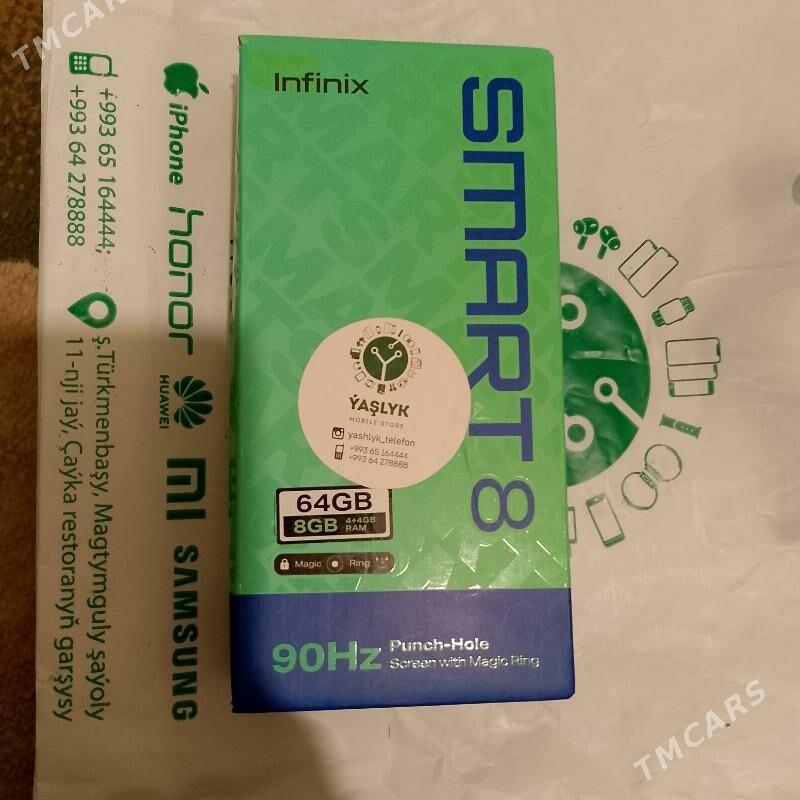 TMCARS
+993 65 164444;
+993 64 278888
ş.Türkmenbaşy, Magtymguly şaýoly
11-nji jaý, Çaýka restoranyň garşysy
iPhone
honor
HUAWEI
MI
SAMSUNG
Infinix
SMART 8
ÝAŞLYK
MOBILE STORE
yashlyk_telefon
+993 65 164444
+993 64 278888
64GB
8GB 4+4GB RAM
Magic Ring
90Hz Punch-Hole
Screen with Magic Ring
TMCARS